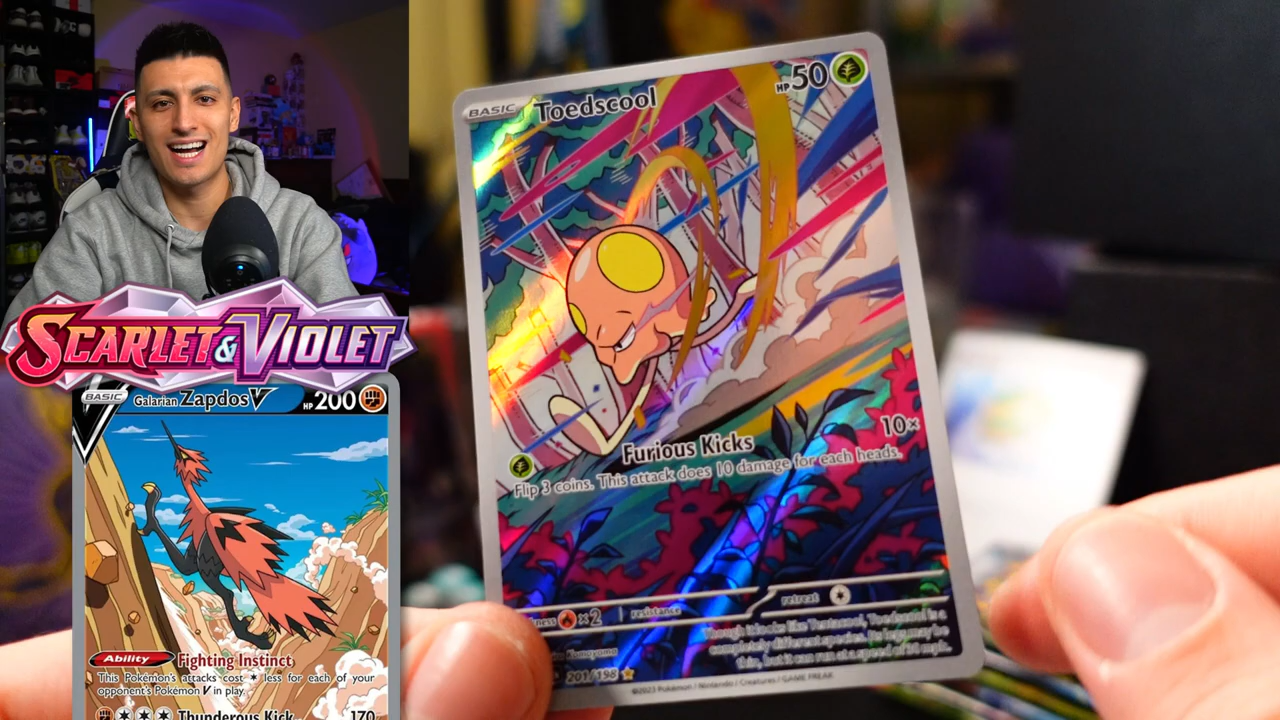 SCARLET & VIOLET
BASIC
Galarian Zapdos V
HP 200
Ability Fighting Instinct
This Pokémon's attacks cost less for each of your
opponent's Pokémon V in play.
Thunderous Kick 170
BASIC Toedscool
HP 50
Furious Kicks 10×
Flip 3 coins. This attack does 10 damage for each heads.
×2 resistance
retreat
Though it looks like Tentacool, Toedscool is a
completely different species. Its legs may be
thin, but it can run at a speed of 30 mph.
201/198
©2023 Pokémon / Nintendo / Creatures / GAME FREAK